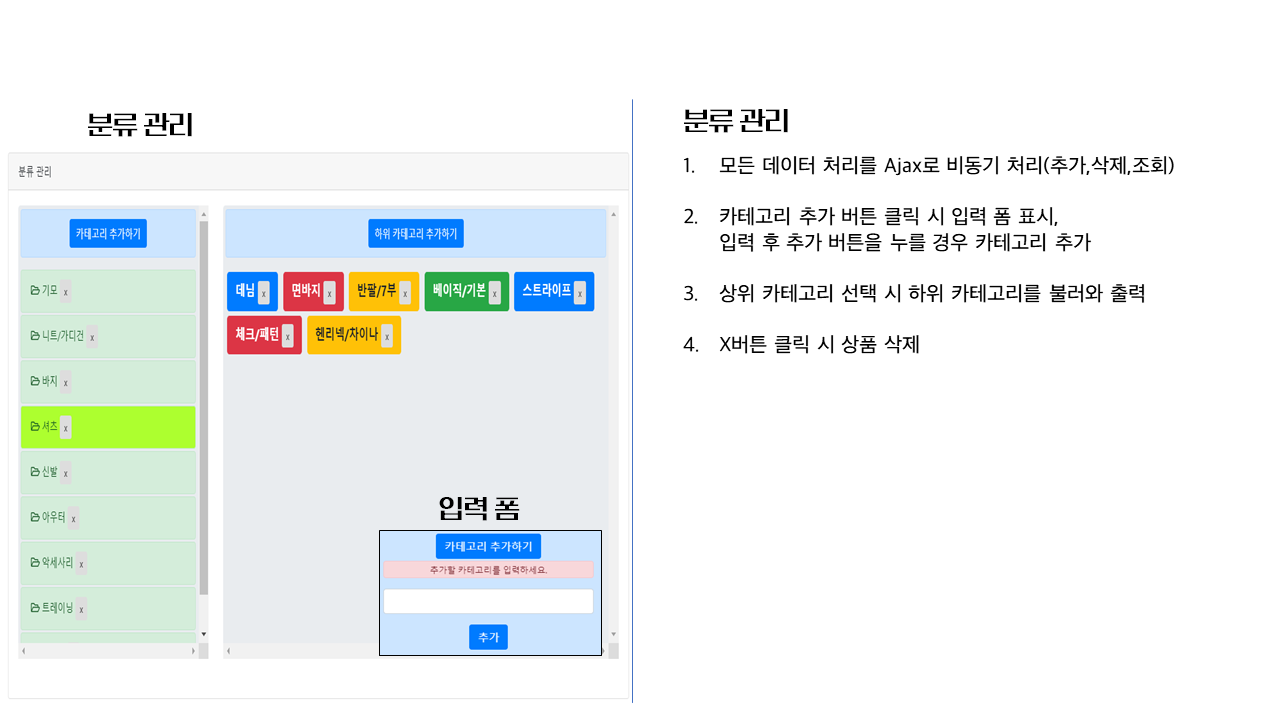 분류 관리
분류 관리
카테고리 추가하기
기모 x
니트/가디건 x
바지 x
셔츠 x
신발 x
아우터 x
악세사리 x
트레이닝 x
하위 카테고리 추가하기
데님 x 면바지 x 반팔/7부 x 베이직/기본 x 스트라이프 x
체크/패턴 x 헨리넥/차이나 x
입력 폼
카테고리 추가하기
추가할 카테고리를 입력하세요.
추가
분류 관리
1. 모든 데이터 처리를 Ajax로 비동기 처리(추가,삭제,조회)
2. 카테고리 추가 버튼 클릭 시 입력 폼 표시,
입력 후 추가 버튼을 누를 경우 카테고리 추가
3. 상위 카테고리 선택 시 하위 카테고리를 불러와 출력
4. X버튼 클릭 시 상품 삭제